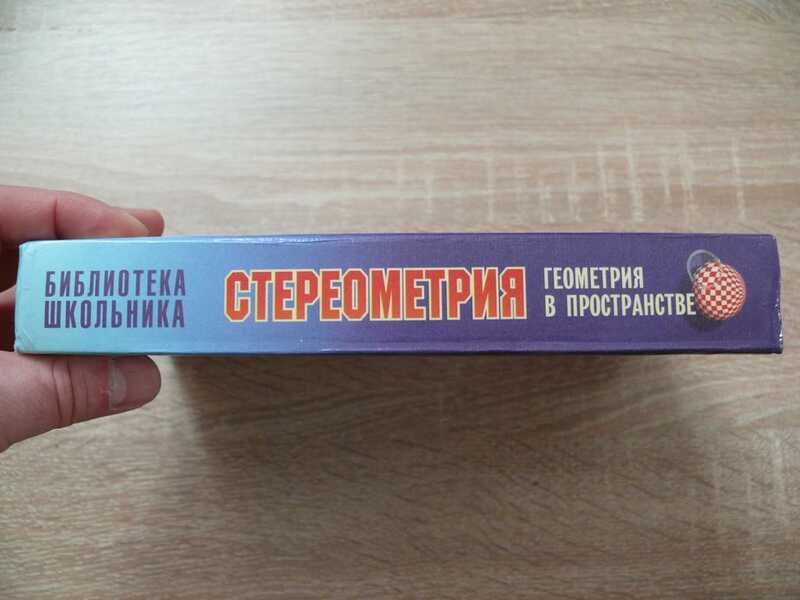 БИБЛИОТЕКА
ШКОЛЬНИКА
СТЕРЕОМЕТРИЯ
ГЕОМЕТРИЯ
В ПРОСТРАНСТВЕ